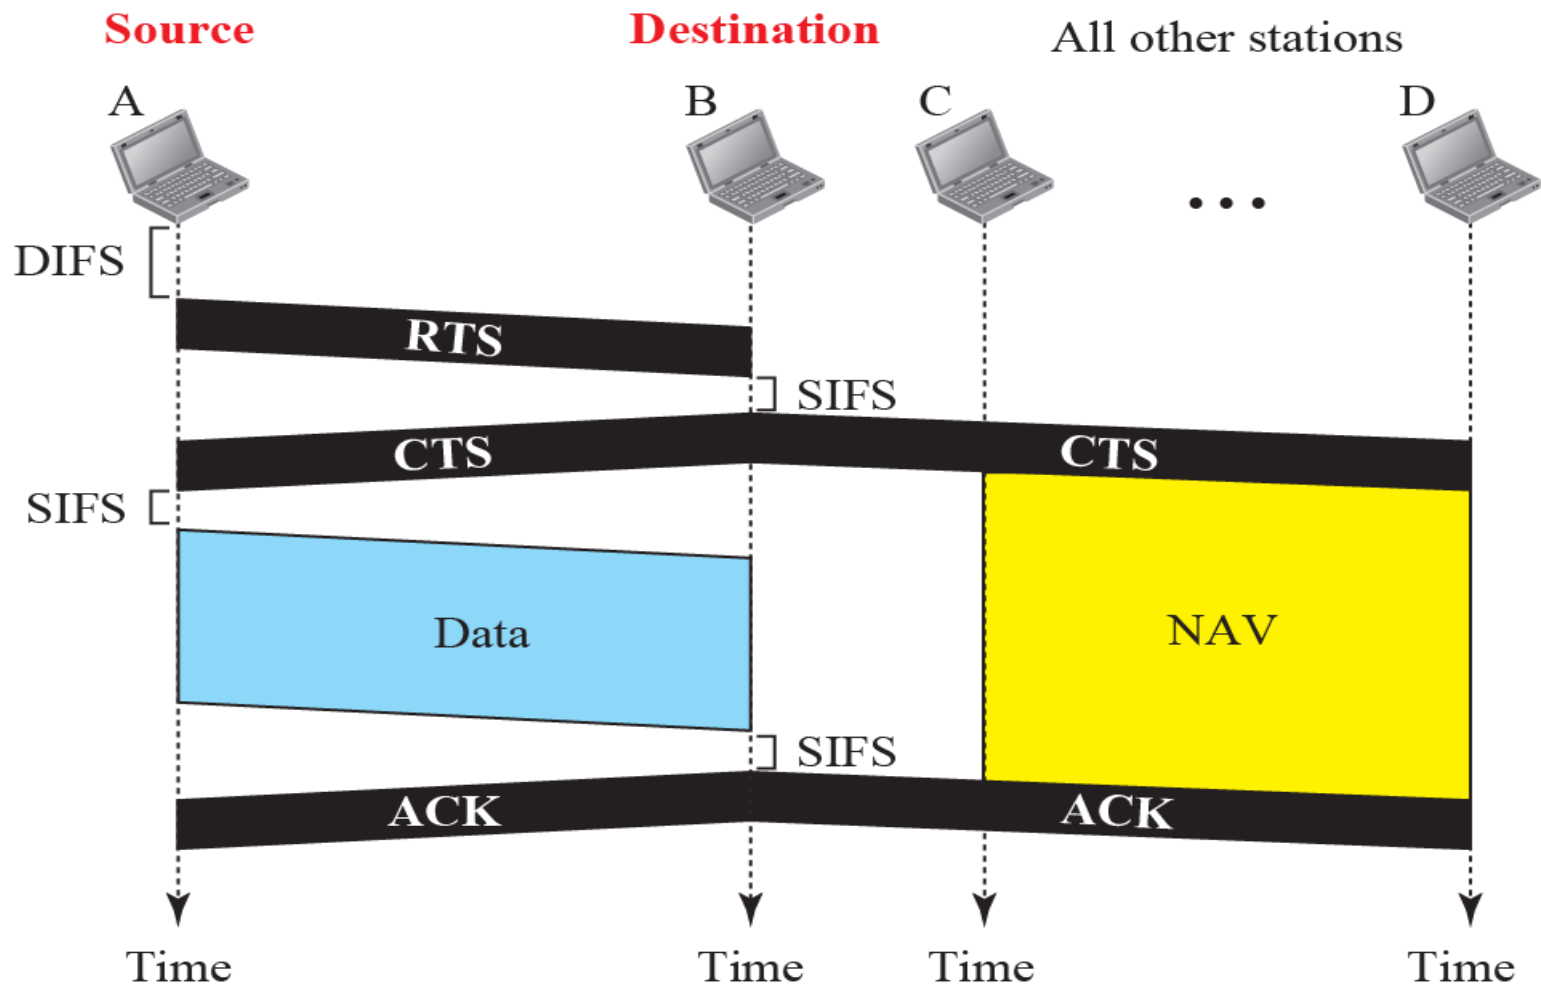 Source
Destination
All other stations
A
B
C
D
DIFS
RTS
SIFS
CTS
CTS
SIFS
Data
NAV
SIFS
ACK
ACK
Time
Time
Time
Time